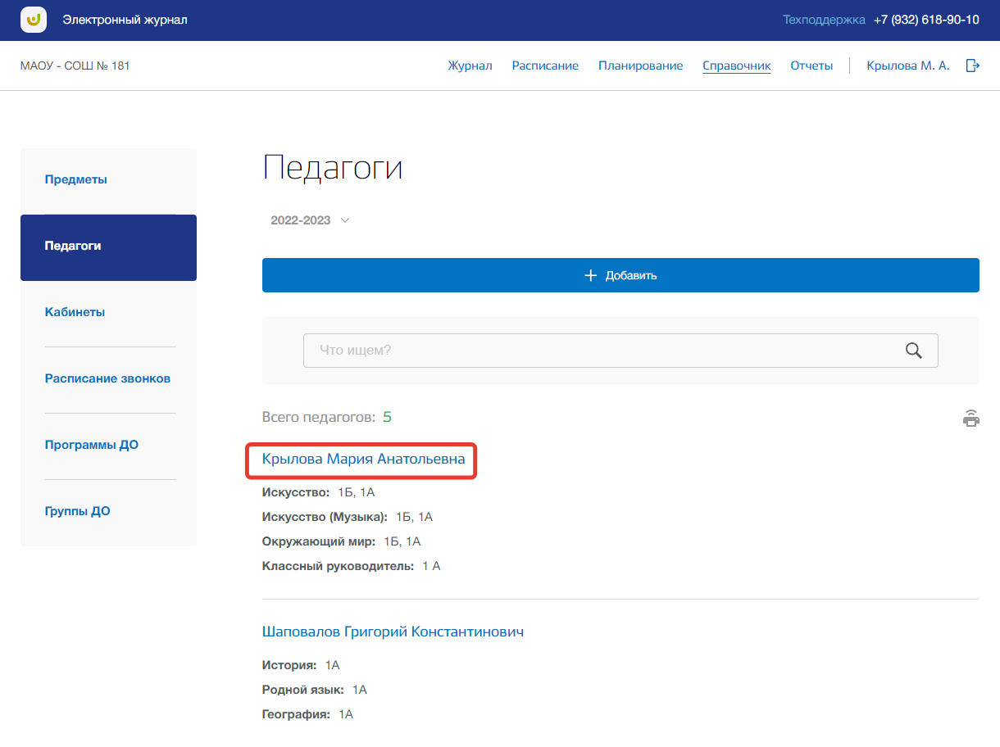 Электронный журнал
Техподдержка +7 (932) 618-90-10
МАОУ - СОШ № 181
Журнал Расписание Планирование Справочник Отчеты Крылова М. А.
Предметы
Педагоги
Кабинеты
Расписание звонков
Программы ДО
Группы ДО
Педагоги
2022-2023
Добавить
Что ищем?
Всего педагогов: 5
Крылова Мария Анатольевна
Искусство: 1Б, 1А
Искусство (Музыка): 1Б, 1А
Окружающий мир: 1Б, 1А
Классный руководитель: 1 А
Шаповалов Григорий Константинович
История: 1А
Родной язык: 1А
География: 1А